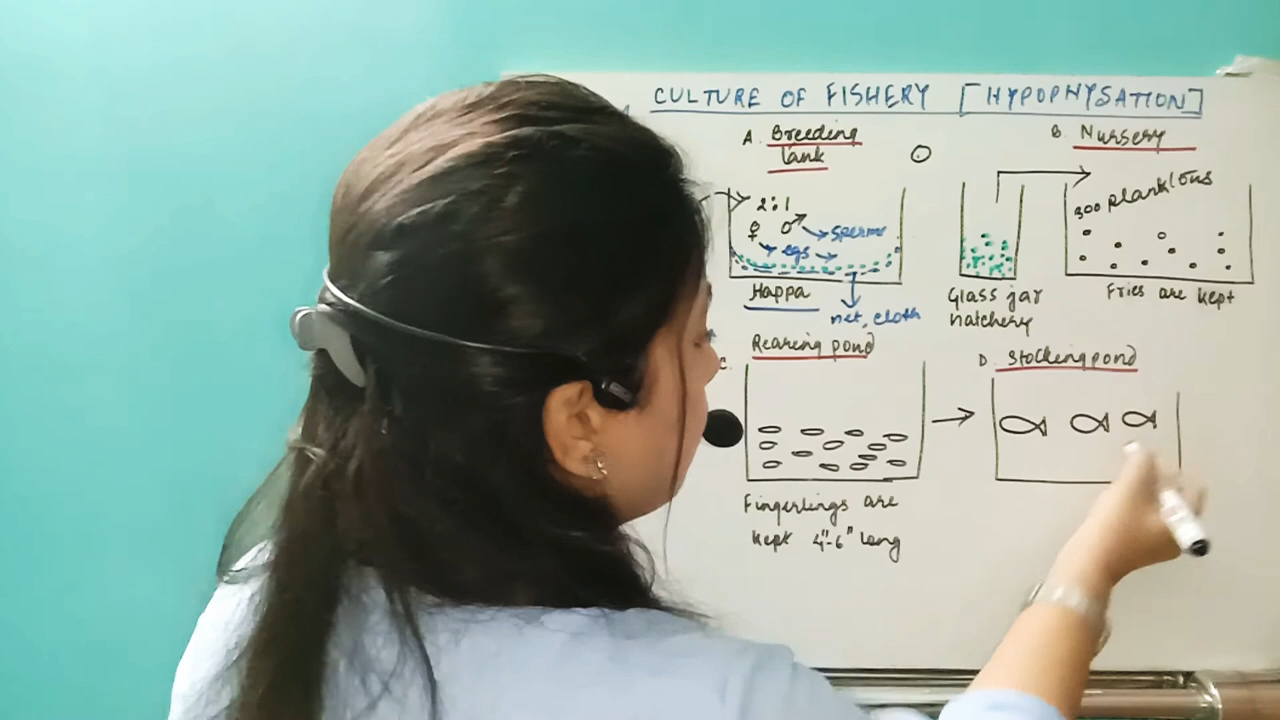 CULTURE OF FISHERY [HYPOPHYSATION]
A. Breeding
tank
2:1
♀ ♂ → sperms
→ egs →
Happa
net, cloth
Glass jar
hatchery
B. Nursery
300 planktons
Fries are kept
C. Rearing pond
Fingerlings are
kept 4"-6" long
D. Stocking pond